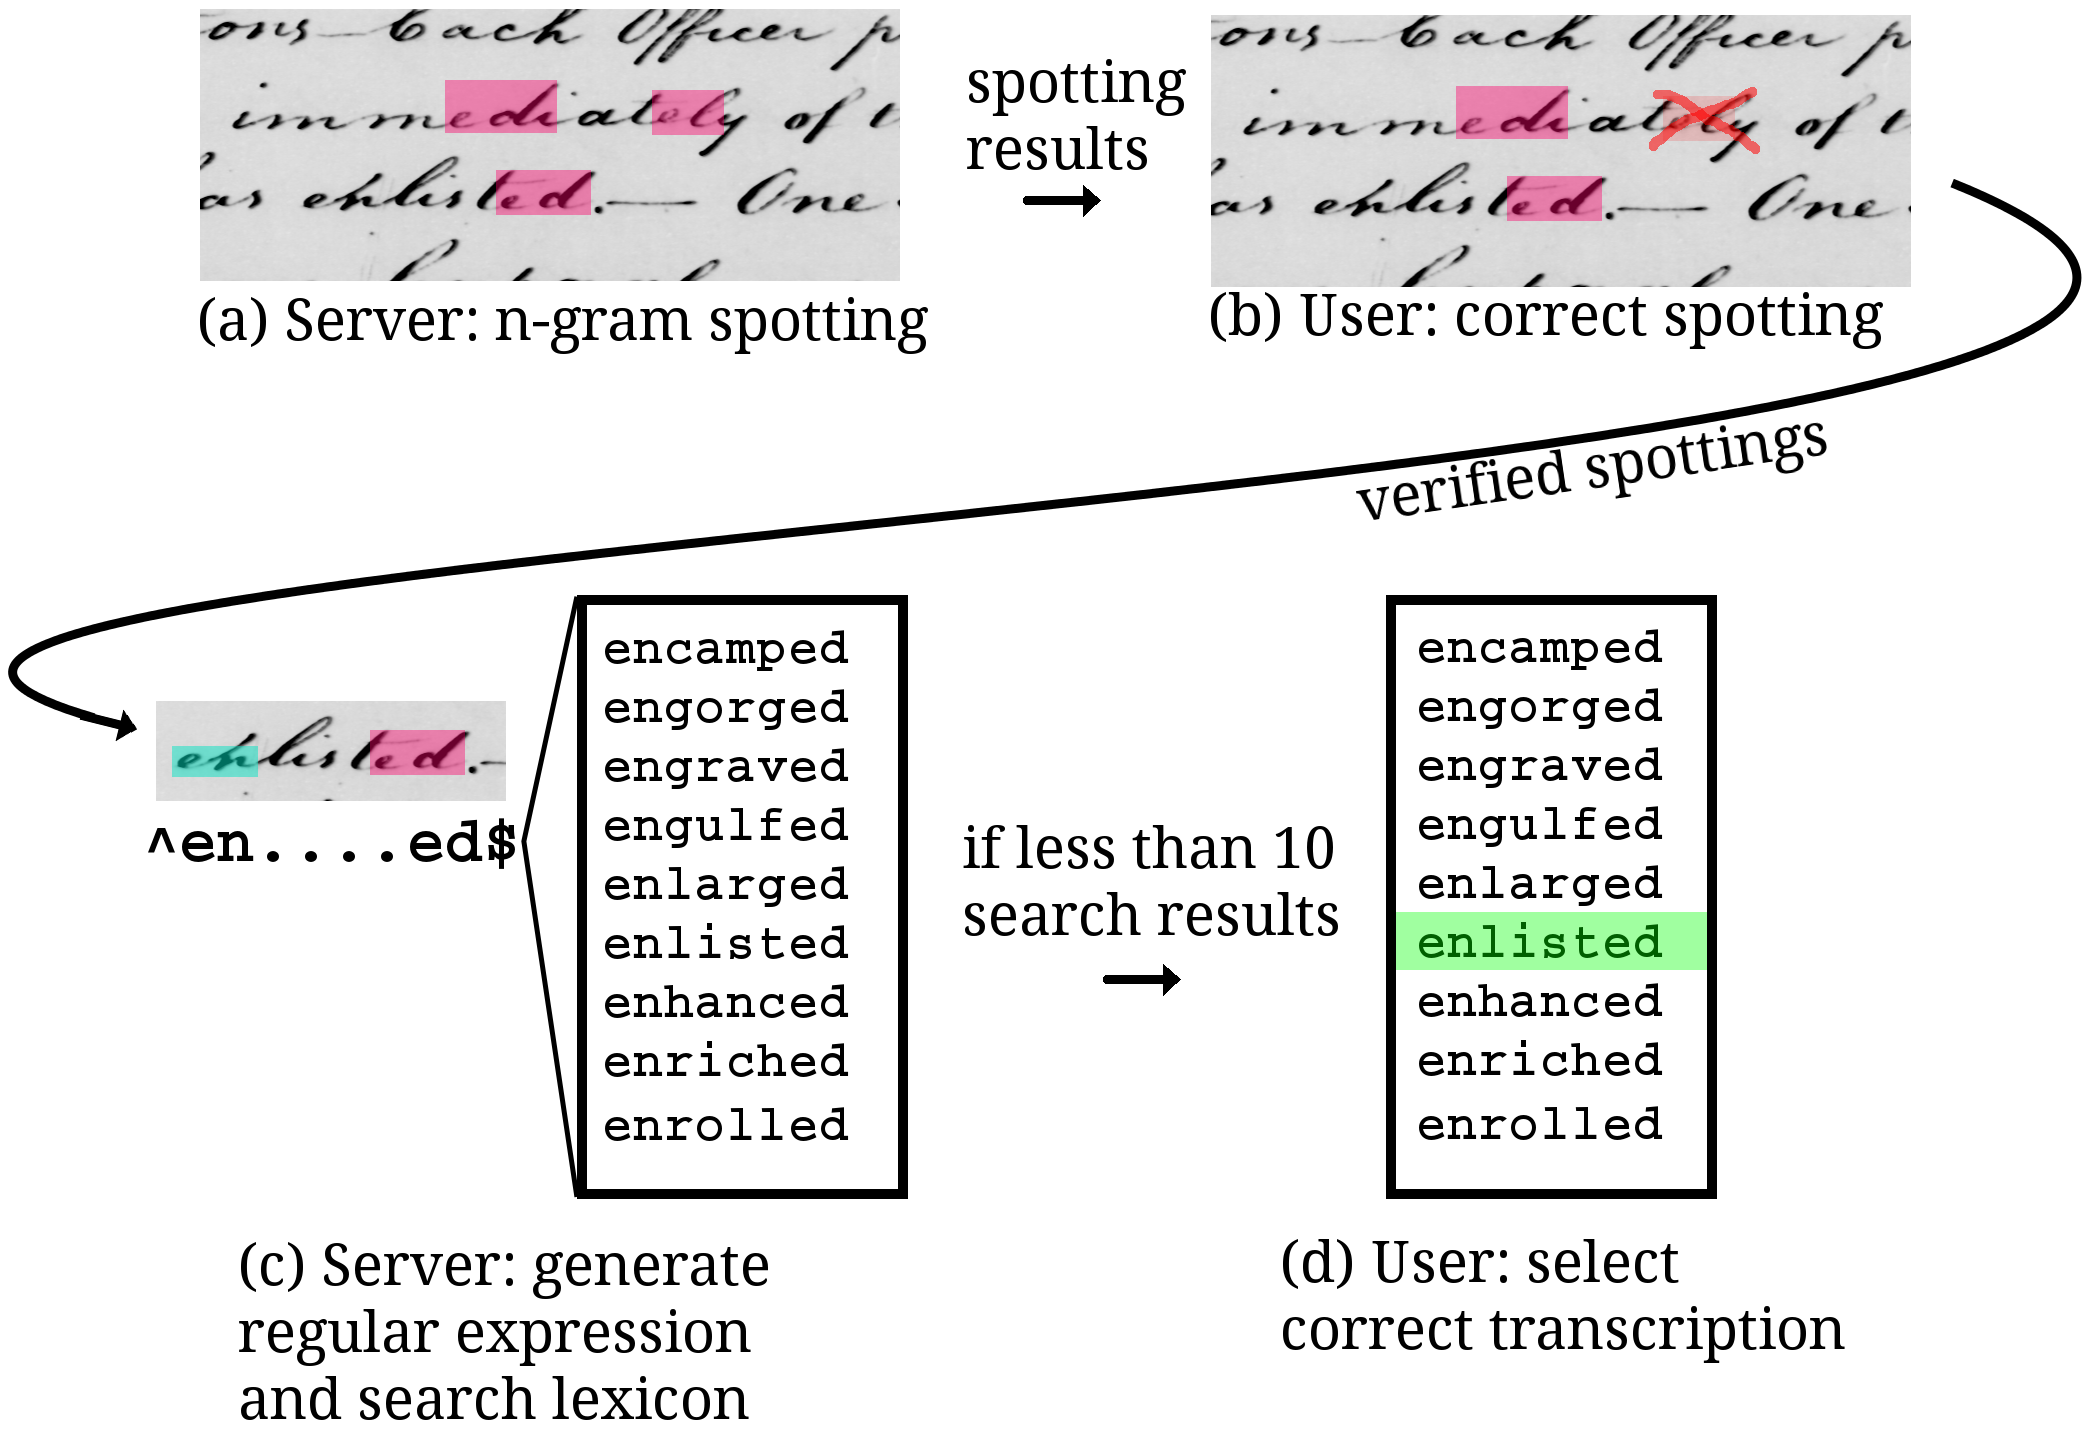 ons—Each Officer p
immediately of t
as enlisted.— One
(a) Server: n-gram spotting
spotting
results
ons—Each Officer p
immediately of t
as enlisted.— One
(b) User: correct spotting
verified spottings
enlisted.-
^en....ed$
encamped
engorged
engraved
engulfed
enlarged
enlisted
enhanced
enriched
enrolled
(c) Server: generate
regular expression
and search lexicon
if less than 10
search results
encamped
engorged
engraved
engulfed
enlarged
enlisted
enhanced
enriched
enrolled
(d) User: select
correct transcription